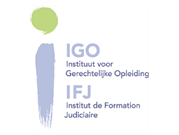 IGO
Instituut voor
Gerechtelijke Opleiding
IFJ
Institut de Formation
Judiciaire